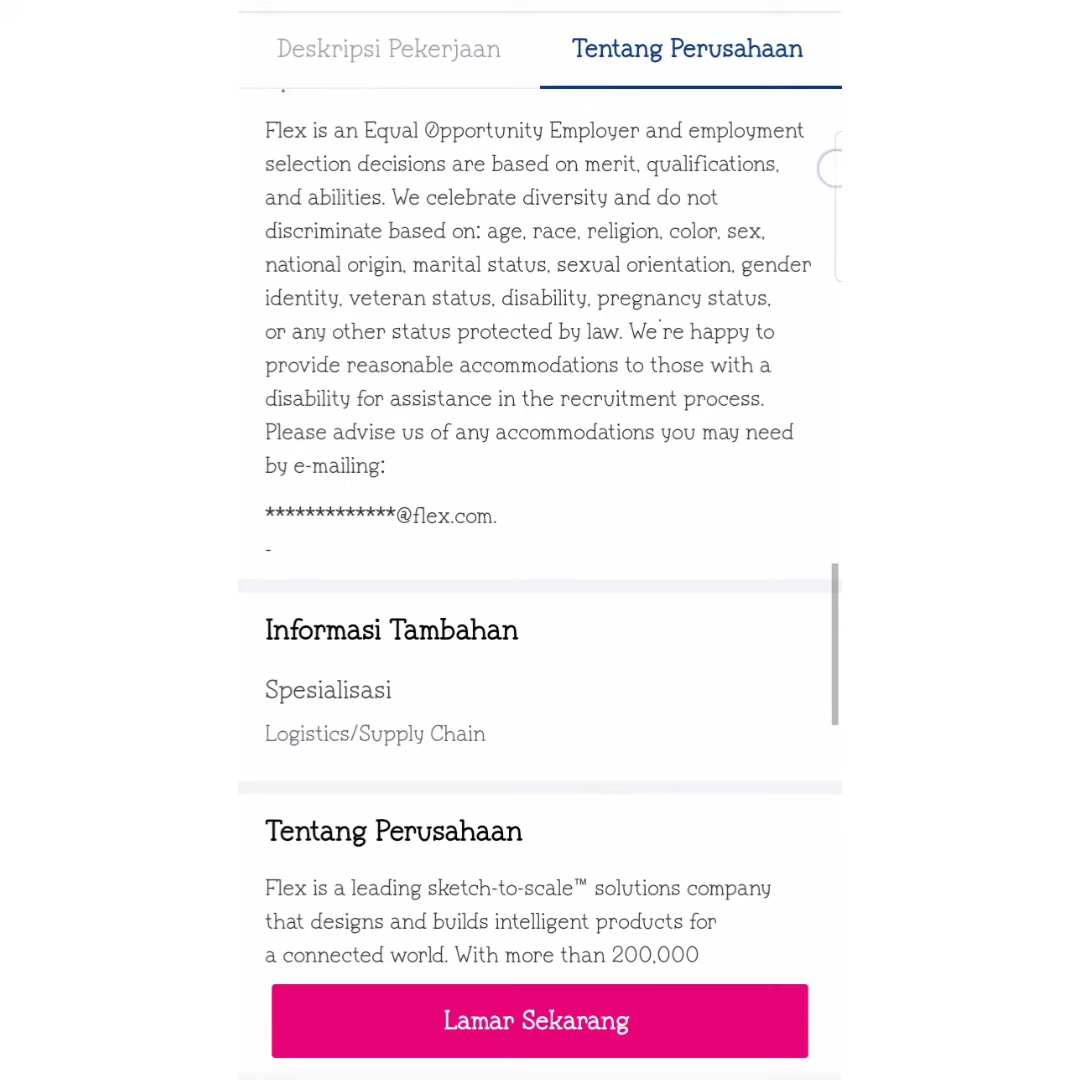 Deskripsi Pekerjaan
Tentang Perusahaan
Flex is an Equal Opportunity Employer and employment
selection decisions are based on merit, qualifications,
and abilities. We celebrate diversity and do not
discriminate based on: age, race, religion, color, sex,
national origin, marital status, sexual orientation, gender
identity, veteran status, disability, pregnancy status,
or any other status protected by law. We're happy to
provide reasonable accommodations to those with a
disability for assistance in the recruitment process.
Please advise us of any accommodations you may need
by e-mailing:
*************@flex.com.
-
Informasi Tambahan
Spesialisasi
Logistics/Supply Chain
Tentang Perusahaan
Flex is a leading sketch-to-scale™ solutions company
that designs and builds intelligent products for
a connected world. With more than 200,000
Lamar Sekarang